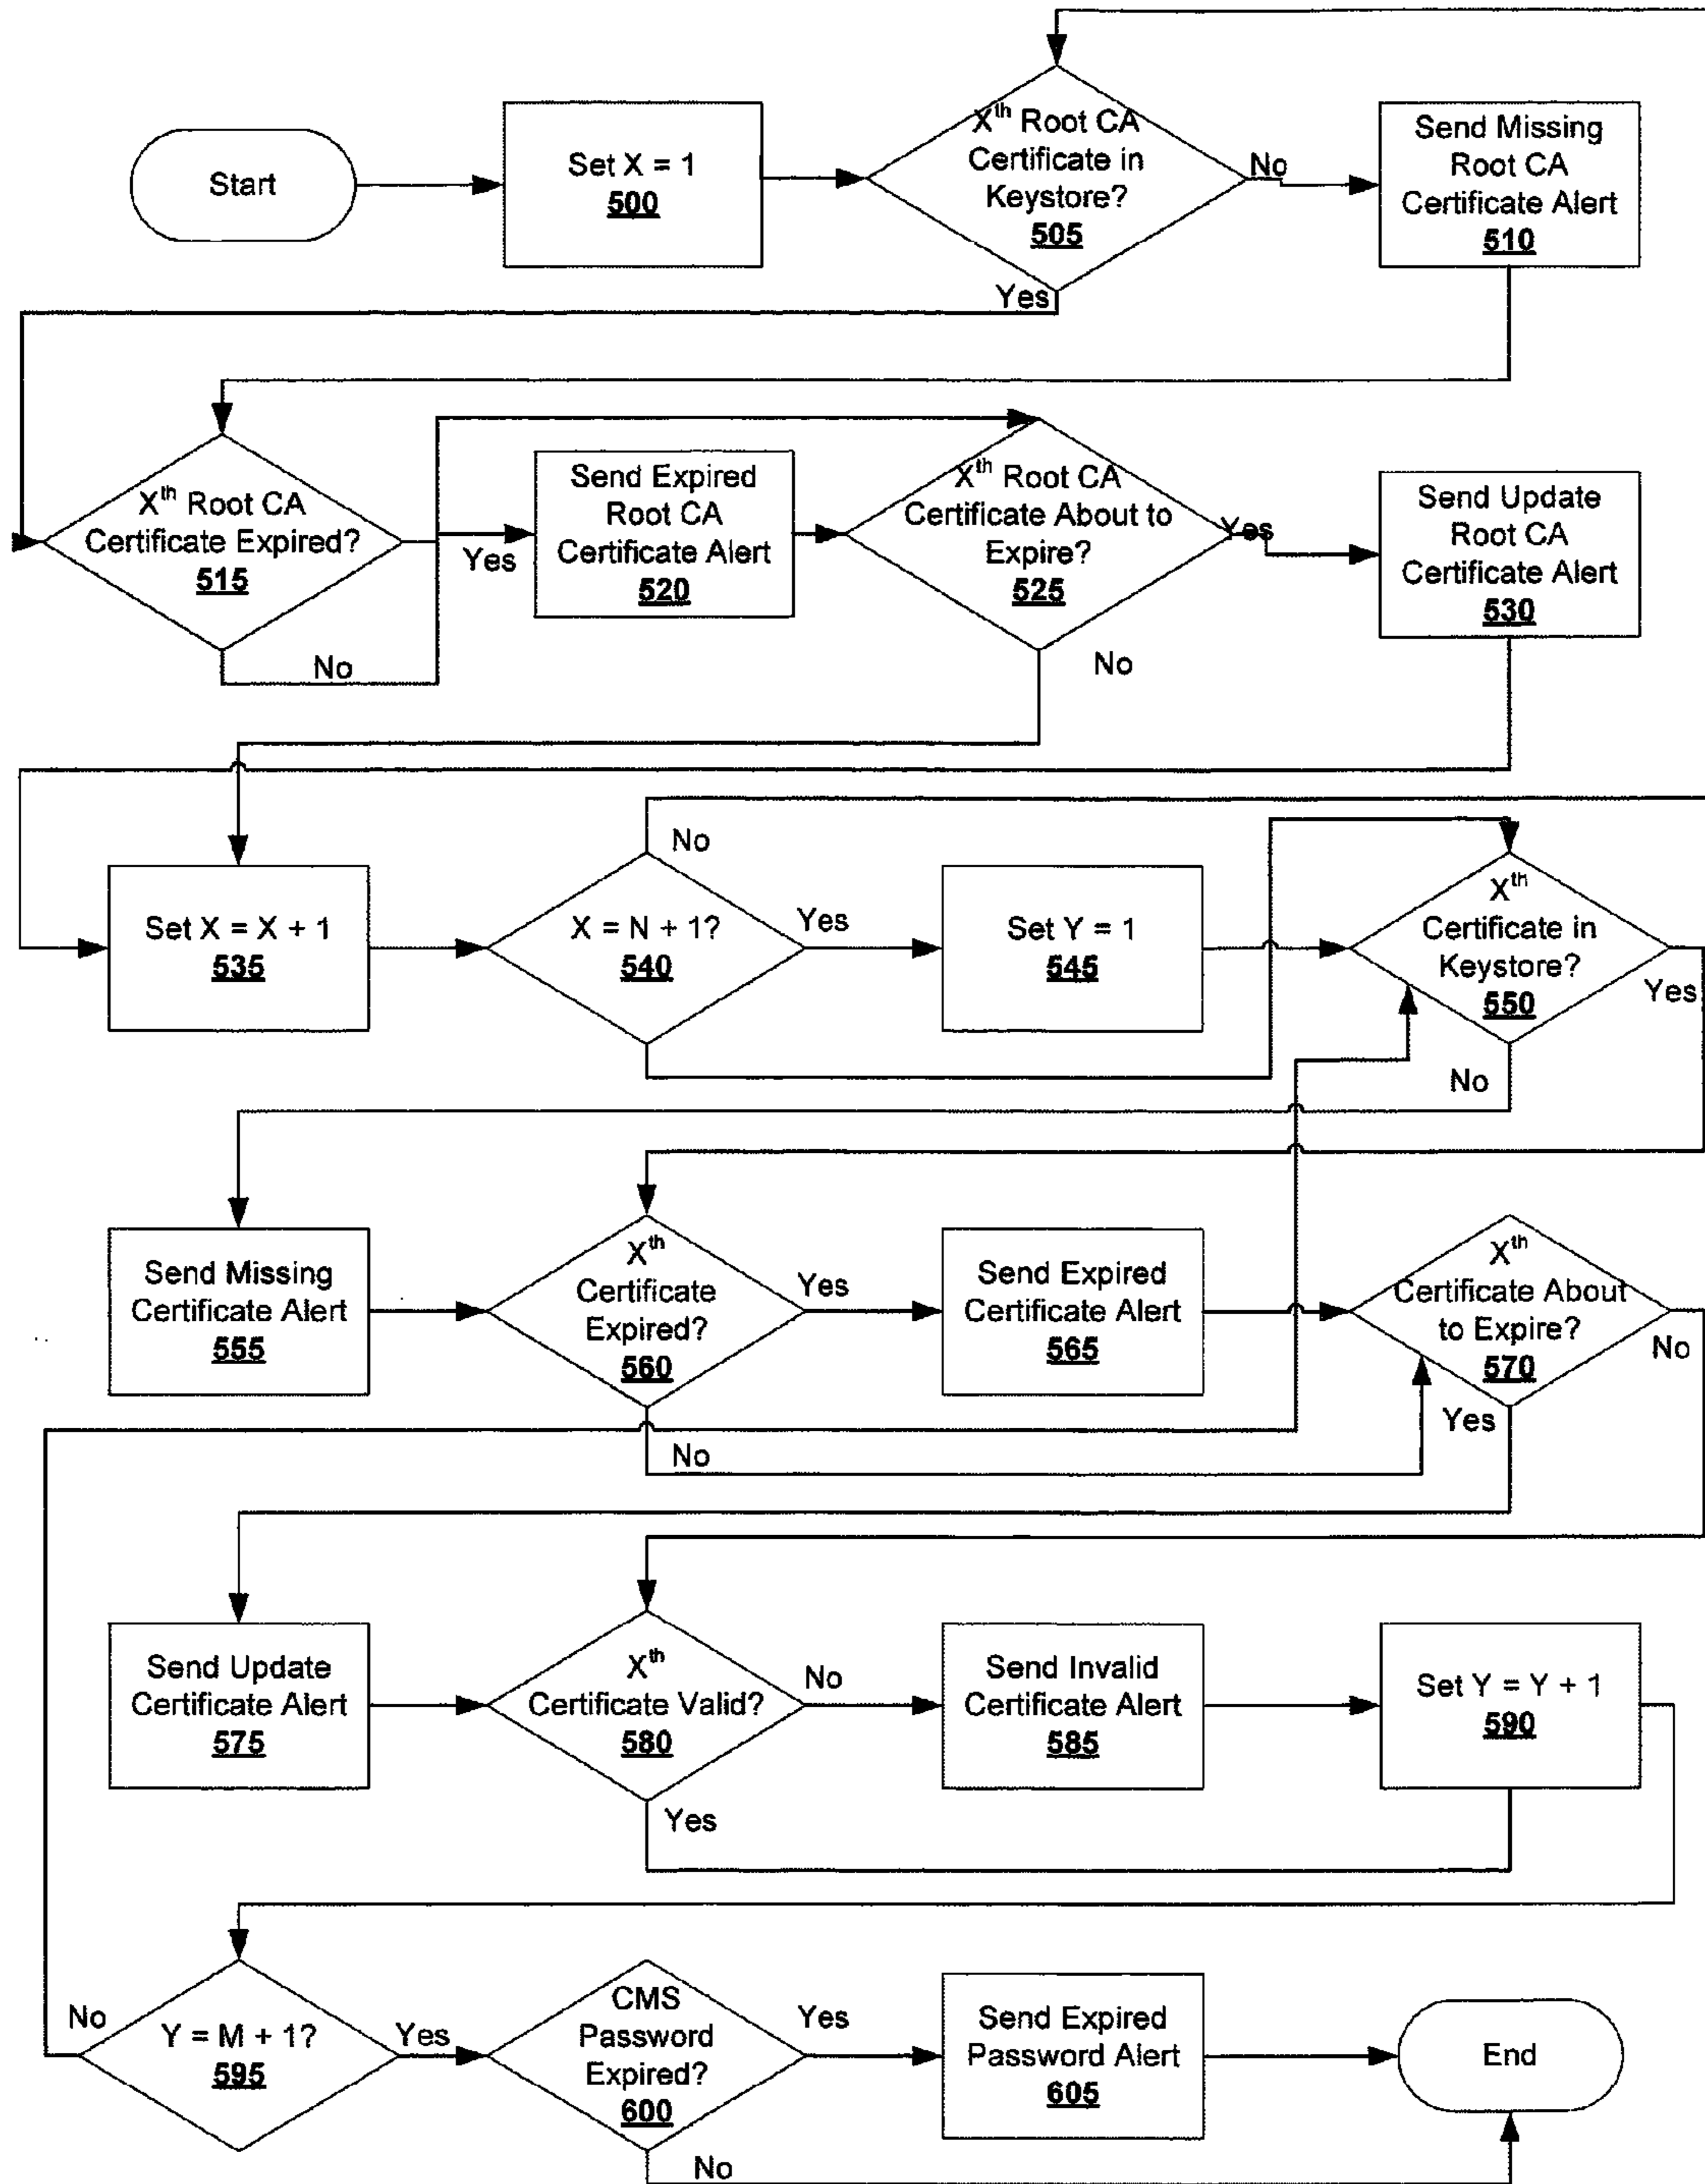 Start
Set X = 1
500
Xth Root CA
Certificate in
Keystore?
505
No
Send Missing
Root CA
Certificate Alert
510
Yes
Xth Root CA
Certificate Expired?
515
Yes
Send Expired
Root CA
Certificate Alert
520
Xth Root CA
Certificate About to
Expire?
525
Yes
Send Update
Root CA
Certificate Alert
530
No
No
Set X = X + 1
535
No
X = N + 1?
540
Yes
Set Y = 1
545
Xth
Certificate in
Keystore?
550
Yes
No
Send Missing
Certificate Alert
555
Xth
Certificate
Expired?
560
Yes
Send Expired
Certificate Alert
565
Xth
Certificate About
to Expire?
570
No
Yes
No
Send Update
Certificate Alert
575
Xth
Certificate Valid?
580
No
Send Invalid
Certificate Alert
585
Set Y = Y + 1
590
Yes
No
Y = M + 1?
595
Yes
CMS
Password
Expired?
600
Yes
Send Expired
Password Alert
605
End
No